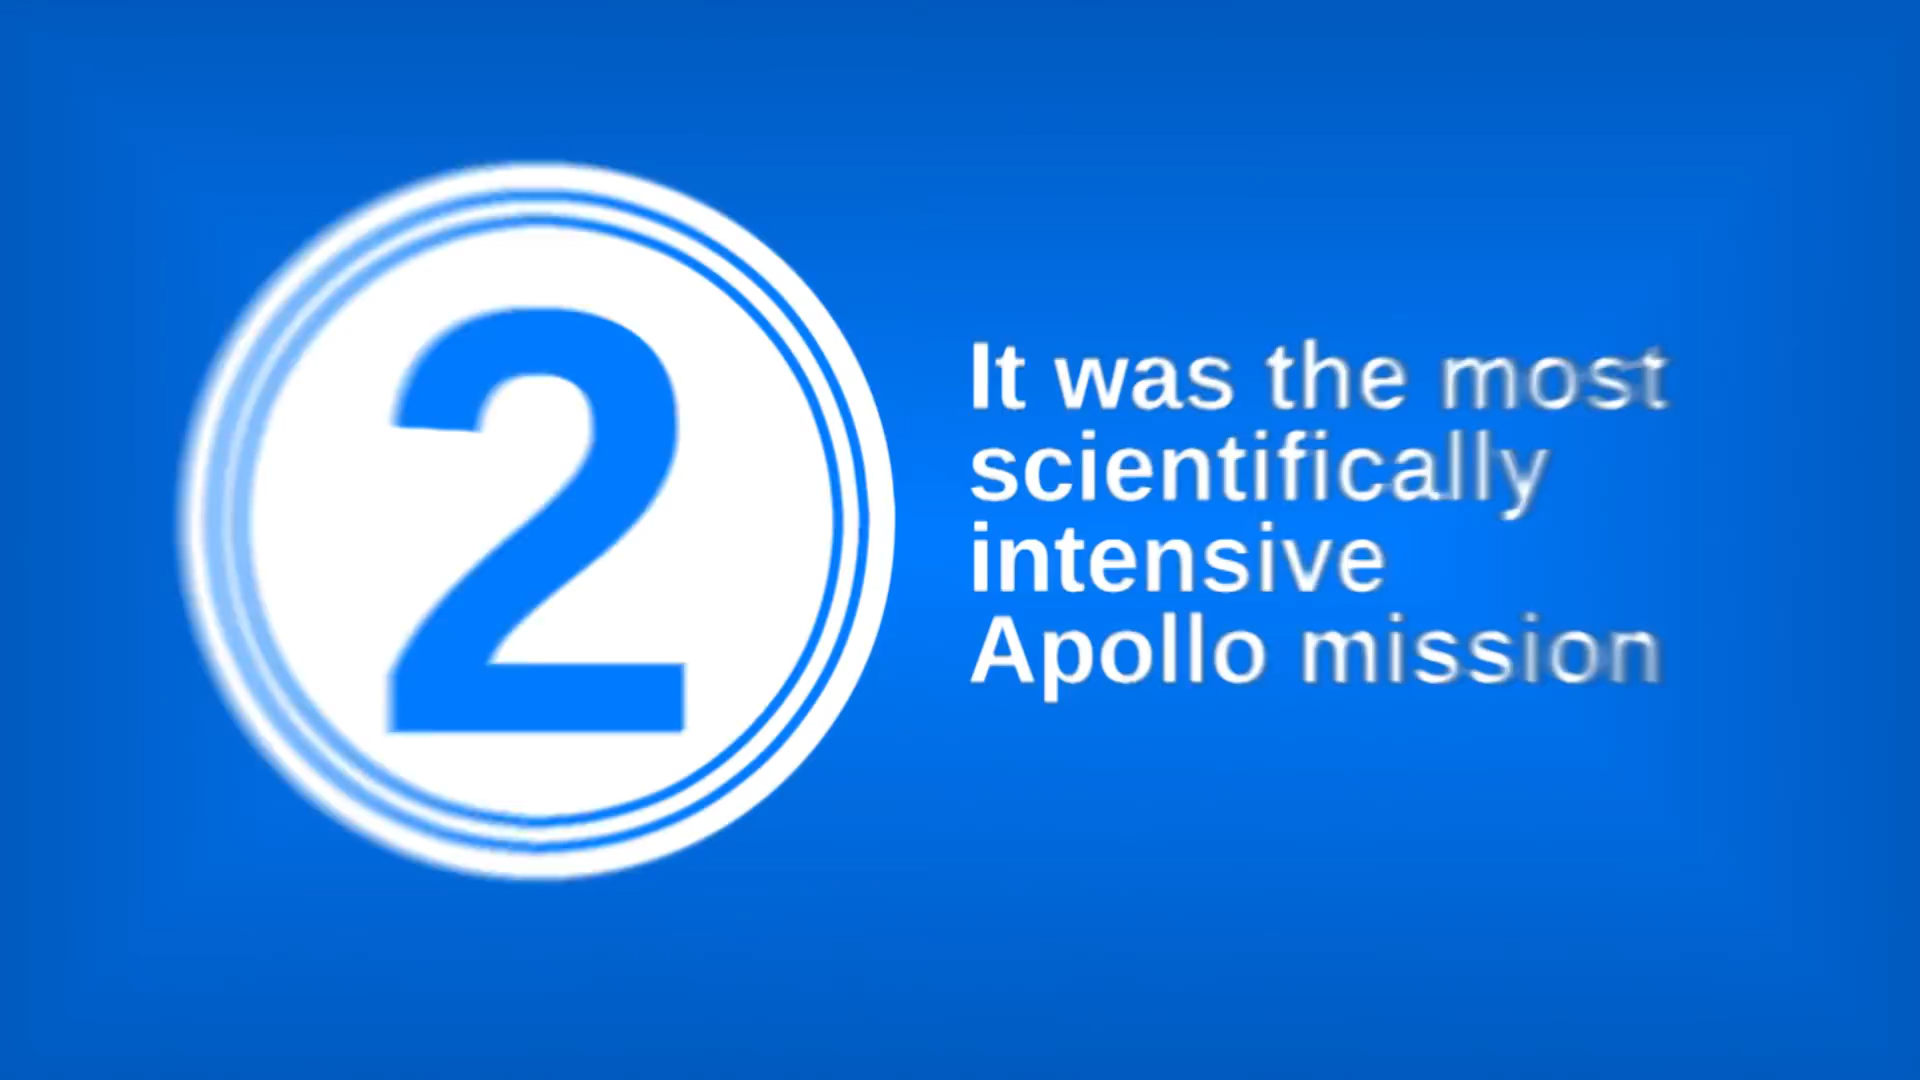 2
It was the most
scientifically
intensive
Apollo mission